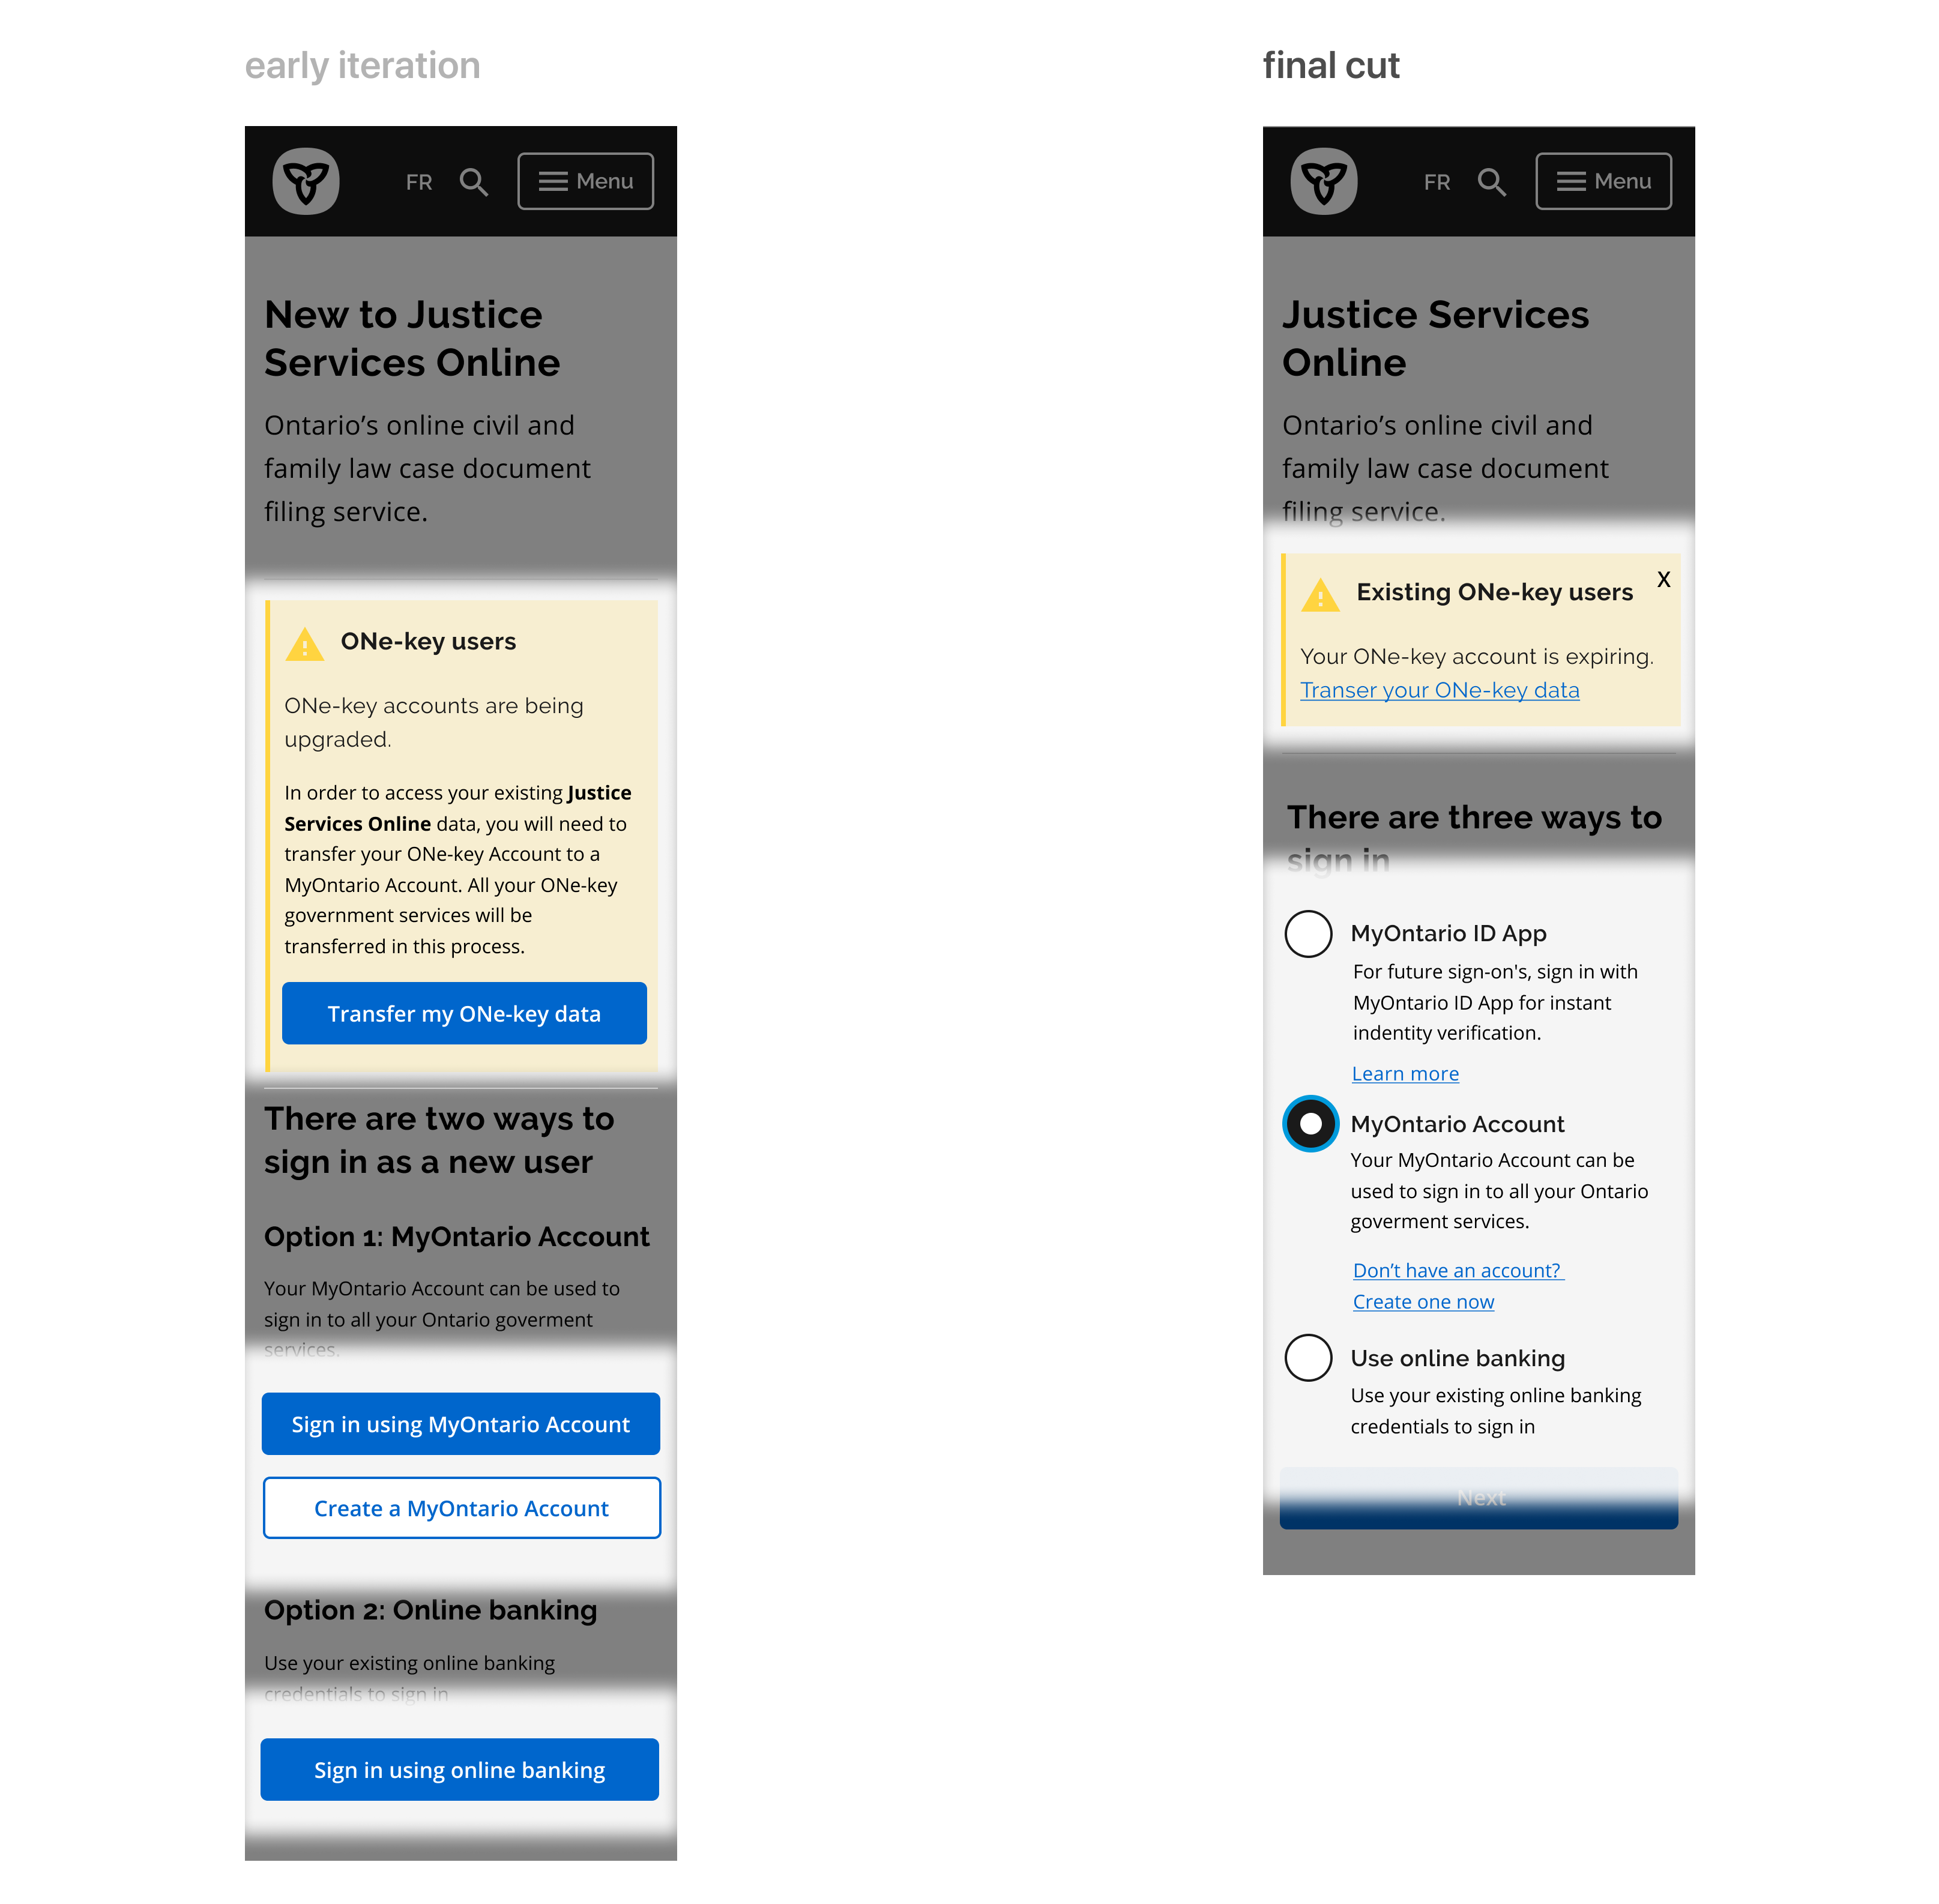 early iteration
FR
Menu
New to Justice
Services Online
Ontario’s online civil and
family law case document
filing service.
ONe-key users
ONe-key accounts are being
upgraded.
In order to access your existing Justice
Services Online data, you will need to
transfer your ONe-key Account to a
MyOntario Account. All your ONe-key
government services will be
transferred in this process.
Transfer my ONe-key data
There are two ways to
sign in as a new user
Option 1: MyOntario Account
Your MyOntario Account can be used to
sign in to all your Ontario goverment
services.
Sign in using MyOntario Account
Create a MyOntario Account
Option 2: Online banking
Use your existing online banking
credentials to sign in
Sign in using online banking
final cut
FR
Menu
Justice Services
Online
Ontario’s online civil and
family law case document
filing service.
Existing ONe-key users
X
Your ONe-key account is expiring.
Transer your ONe-key data
There are three ways to
sign in
MyOntario ID App
For future sign-on's, sign in with
MyOntario ID App for instant
indentity verification.
Learn more
MyOntario Account
Your MyOntario Account can be
used to sign in to all your Ontario
goverment services.
Don’t have an account?
Create one now
Use online banking
Use your existing online banking
credentials to sign in
Next